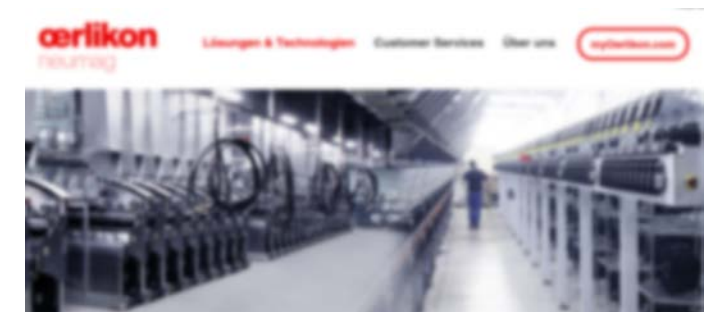 œrlikon
neumag
Lösungen & Technologien Customer Services Über uns myOerlikon.com